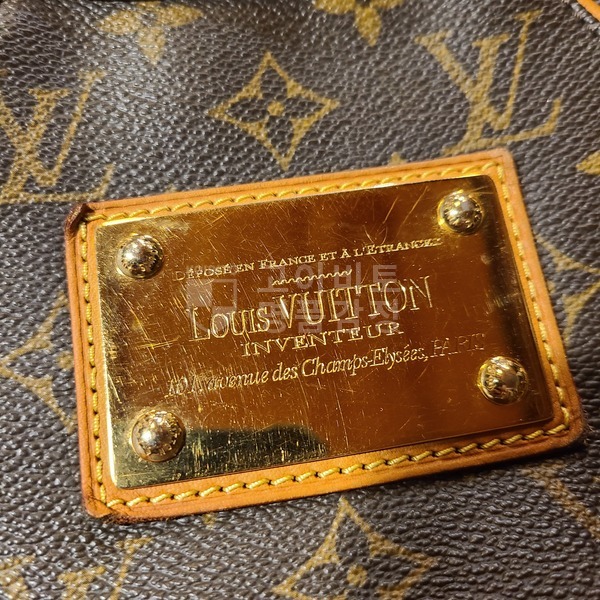 DÉPOSÉ EN FRANCE ET À L'ÉTRANGER
LOUIS VUITTON
INVENTEUR
101, avenue des Champs-Elysées, PARIS